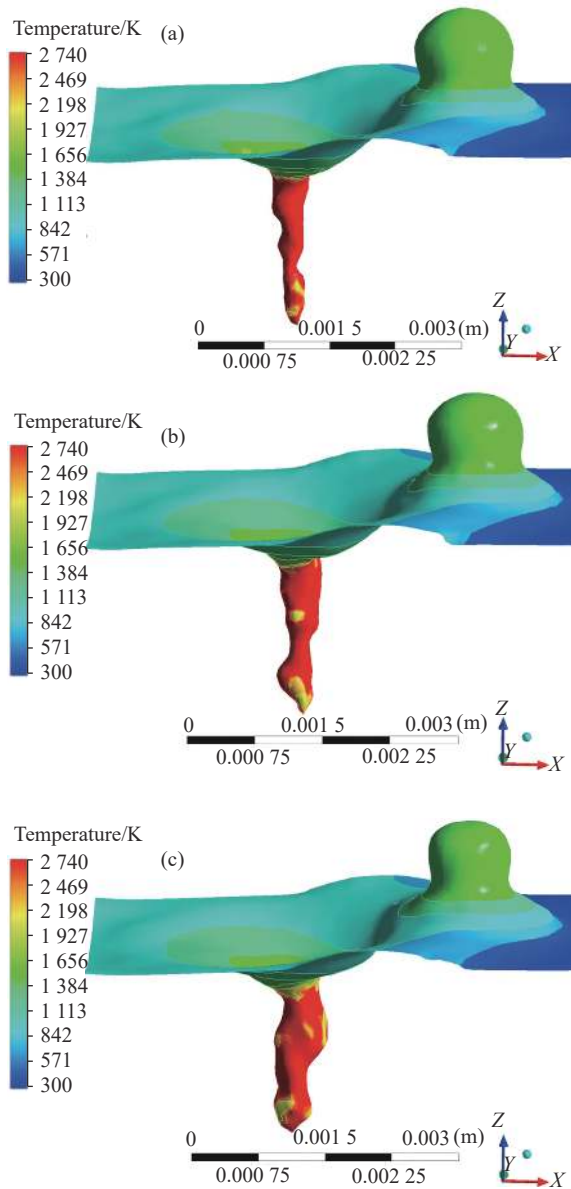 Temperature/K
(a)
2 740
2 469
2 198
1 927
1 656
1 384
1 113
842
571
300
0
0.001 5
0.003 (m)
0.000 75
0.002 25
Z
Y
X
Temperature/K
(b)
2 740
2 469
2 198
1 927
1 656
1 384
1 113
842
571
300
0
0.001 5
0.003 (m)
0.000 75
0.002 25
Z
Y
X
Temperature/K
(c)
2 740
2 469
2 198
1 927
1 656
1 384
1 113
842
571
300
0
0.001 5
0.003 (m)
0.000 75
0.002 25
Z
Y
X